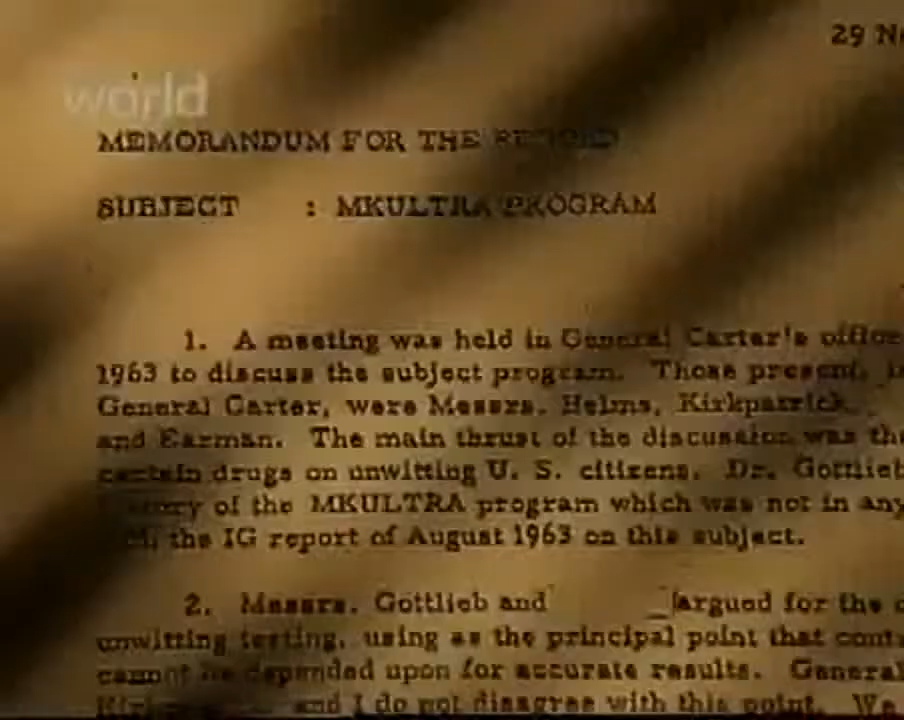 29 No
world
MEMORANDUM FOR THE RECORD
SUBJECT : MKULTRA PROGRAM
1. A meeting was held in General Carter's office
1963 to discuss the subject program. Those present, in
General Carter, were Messrs. Helms, Kirkpatrick,
and Earman. The main thrust of the discussion was the
certain drugs on unwitting U. S. citizens. Dr. Gottlieb
of the MKULTRA program which was not in any
the IG report of August 1963 on this subject.
2. Messrs. Gottlieb and argued for the c
unwitting testing, using as the principal point that cont
cannot be depended upon for accurate results. General
and I do not disagree with this point. We